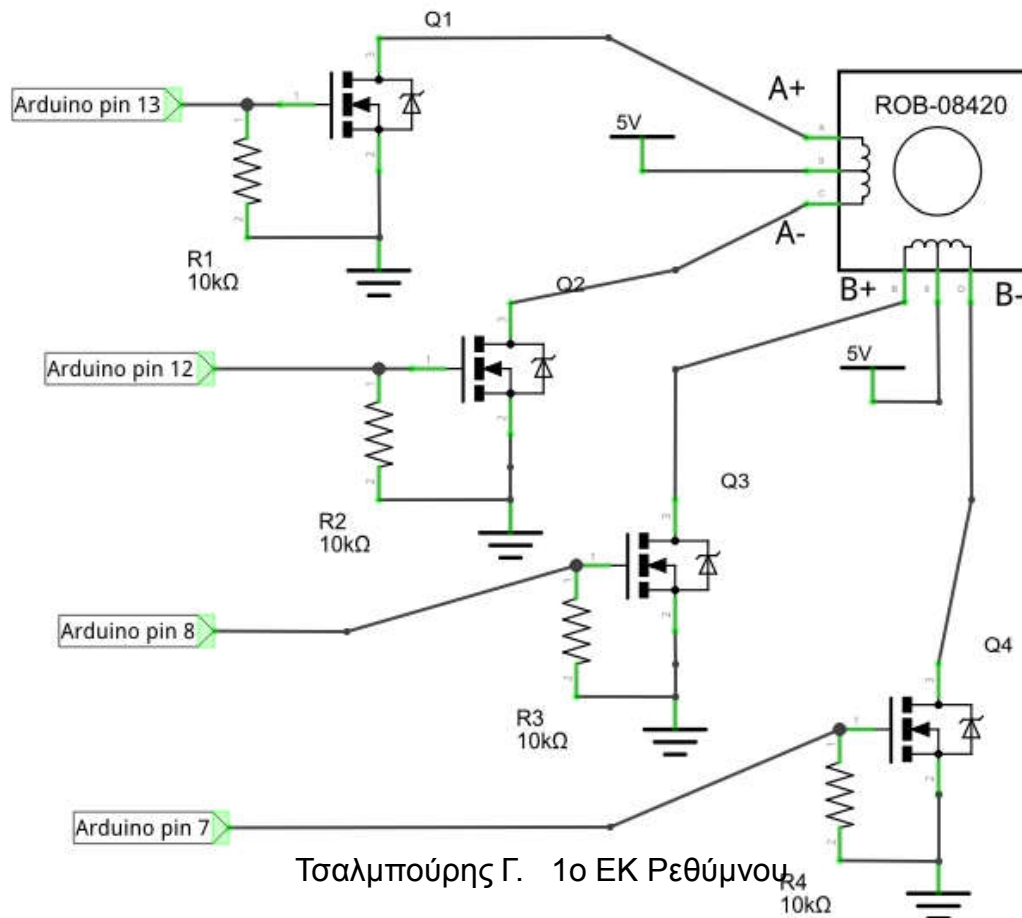 Q1
Arduino pin 13
A+
ROB-08420
5V
A-
R1
10kΩ
Q2
B+
B-
Arduino pin 12
5V
Q3
R2
10kΩ
Arduino pin 8
Q4
R3
10kΩ
Arduino pin 7
Τσαλμπούρης Γ. 1ο ΕΚ Ρεθύμνου
R4
10kΩ